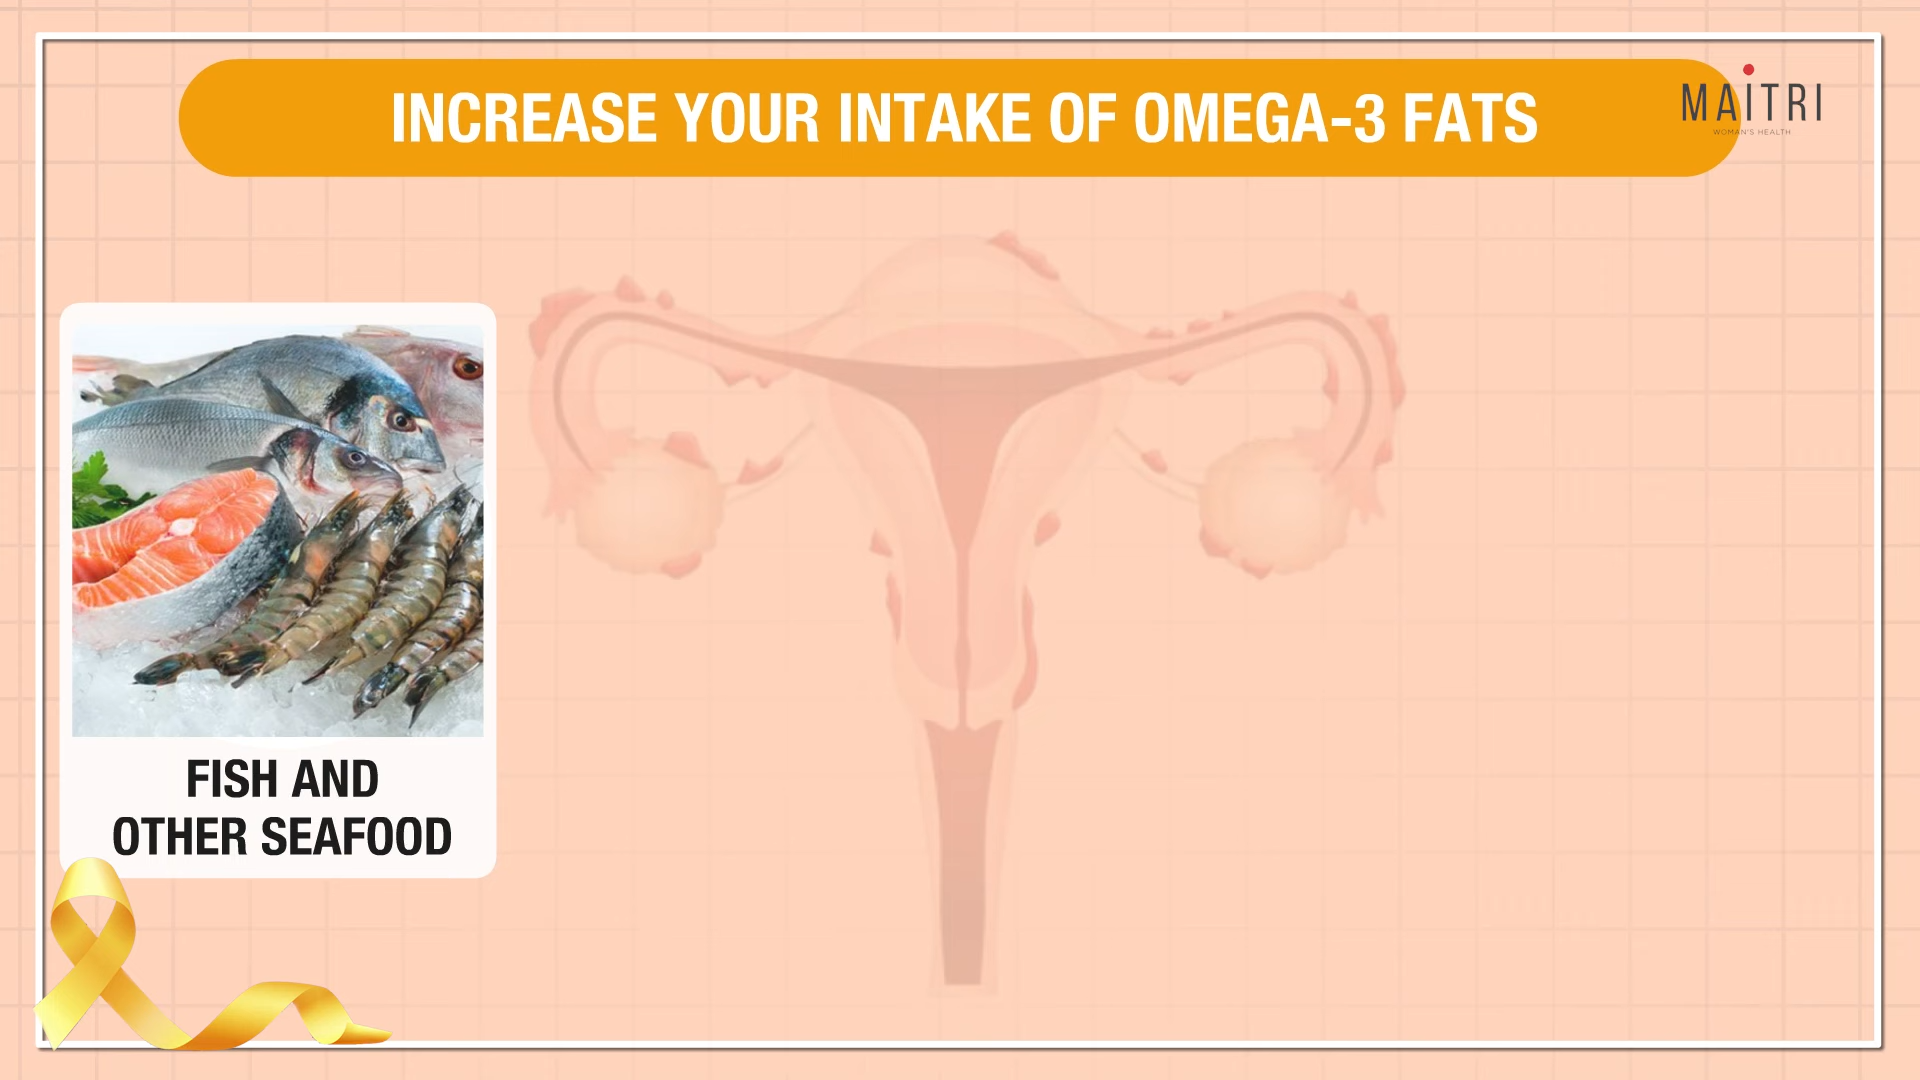 INCREASE YOUR INTAKE OF OMEGA-3 FATS
MAITRI
WOMAN'S HEALTH
FISH AND
OTHER SEAFOOD